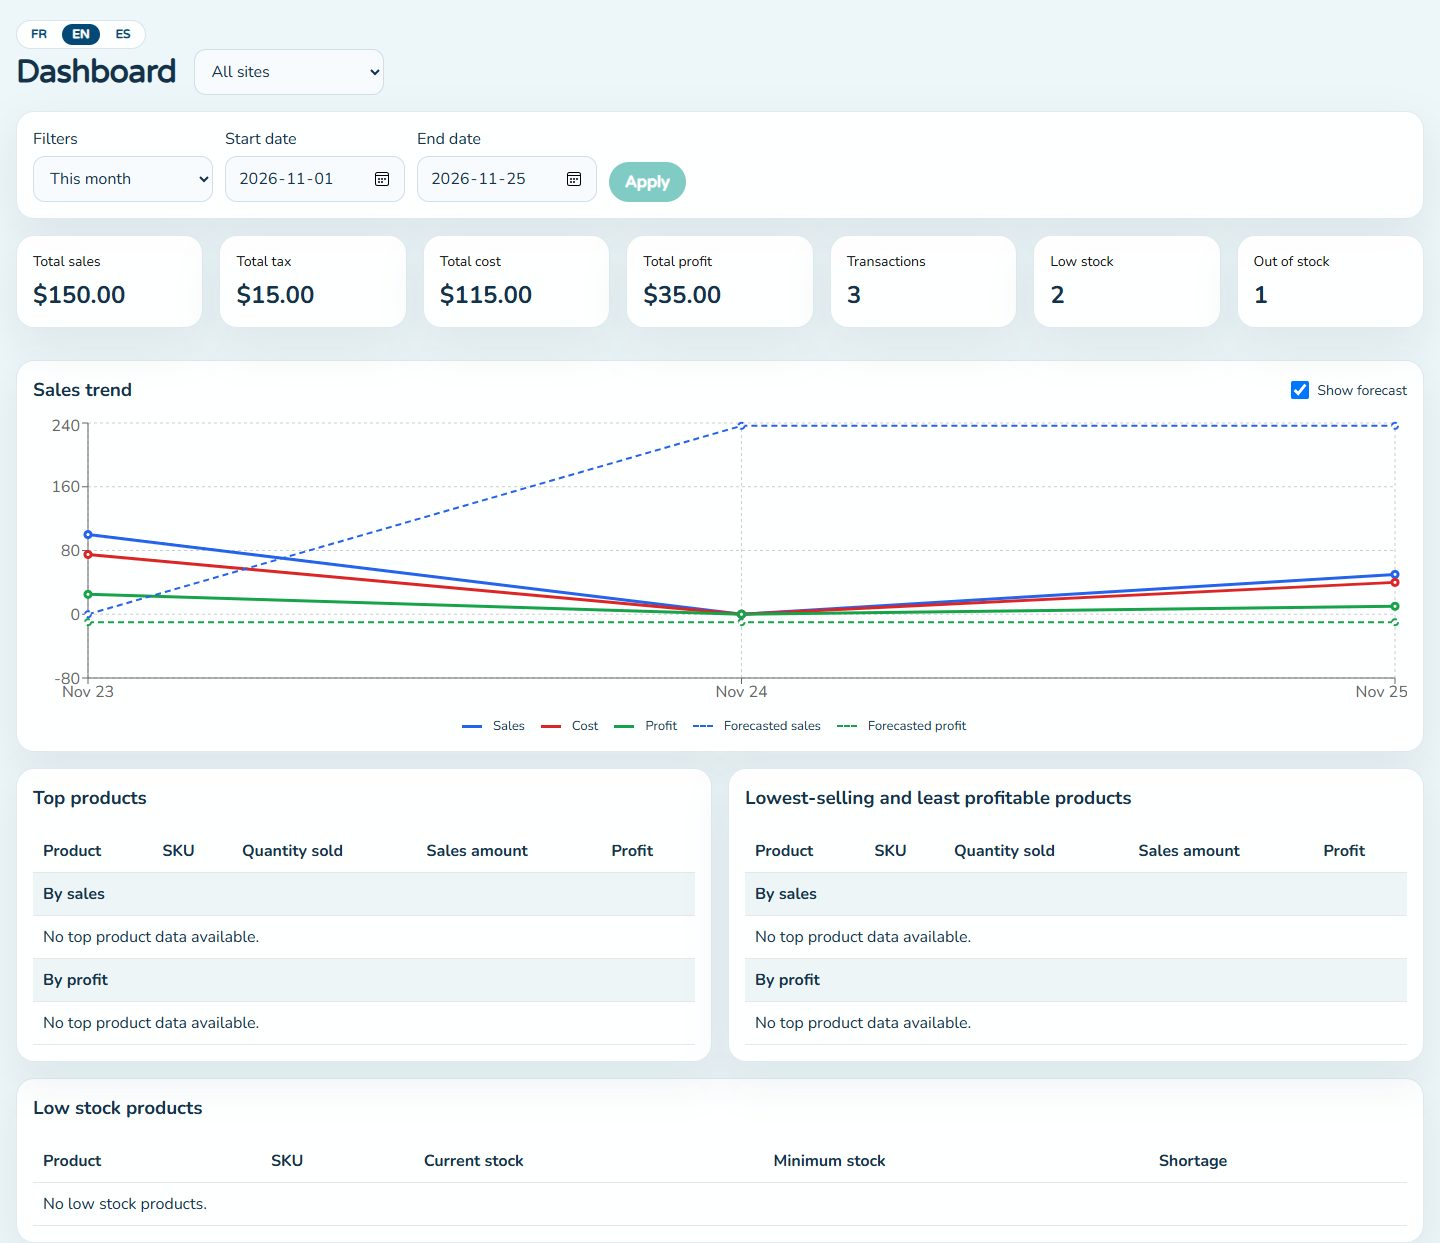 FR EN ES
Dashboard All sites
Filters Start date End date
This month 2026-11-01 2026-11-25 Apply
Total sales Total tax Total cost Total profit Transactions Low stock Out of stock
$150.00 $15.00 $115.00 $35.00 3 2 1
Sales trend Show forecast
240
160
80
0
-80
Nov 23 Nov 24 Nov 25
Sales Cost Profit Forecasted sales Forecasted profit
Top products
Product SKU Quantity sold Sales amount Profit
By sales
No top product data available.
By profit
No top product data available.
Lowest-selling and least profitable products
Product SKU Quantity sold Sales amount Profit
By sales
No top product data available.
By profit
No top product data available.
Low stock products
Product SKU Current stock Minimum stock Shortage
No low stock products.